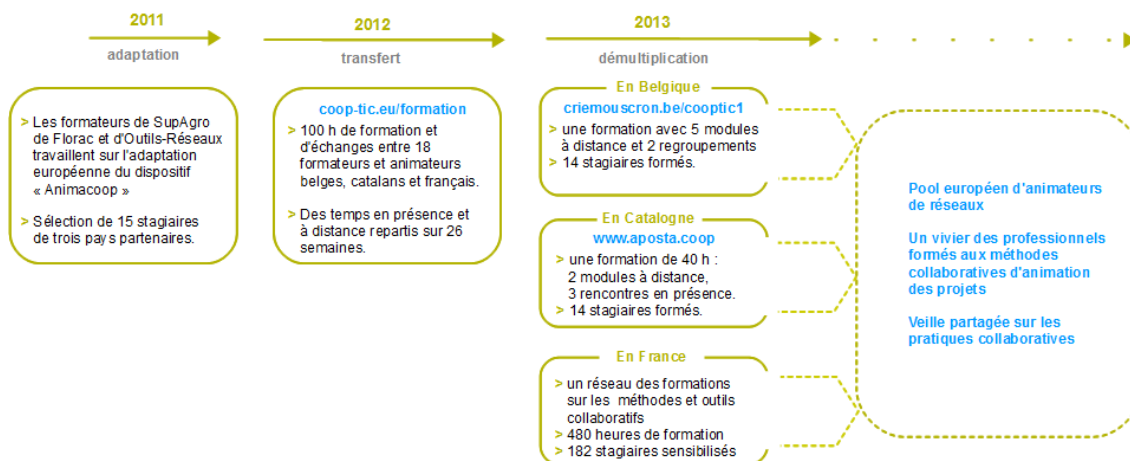 2011
adaptation
> Les formateurs de SupAgro
de Florac et d'Outils-Réseaux
travaillent sur l'adaptation
européenne du dispositif
« Animacoop »
> Sélection de 15 stagiaires
de trois pays partenaires.
2012
transfert
coop-tic.eu/formation
> 100 h de formation et
d'échanges entre 18
formateurs et animateurs
belges, catalans et français.
> Des temps en présence et
à distance repartis sur 26
semaines.
2013
démultiplication
En Belgique
criemouscron.be/cooptic1
> une formation avec 5 modules
à distance et 2 regroupements
> 14 stagiaires formés.
En Catalogne
www.aposta.coop
> une formation de 40 h :
2 modules à distance,
3 rencontres en présence.
> 14 stagiaires formés.
En France
> un réseau des formations
sur les méthodes et outils
collaboratifs
> 480 heures de formation
> 182 stagiaires sensibilisés
Pool européen d'animateurs
de réseaux
Un vivier des professionnels
formés aux méthodes
collaboratives d'animation
des projets
Veille partagée sur les
pratiques collaboratives